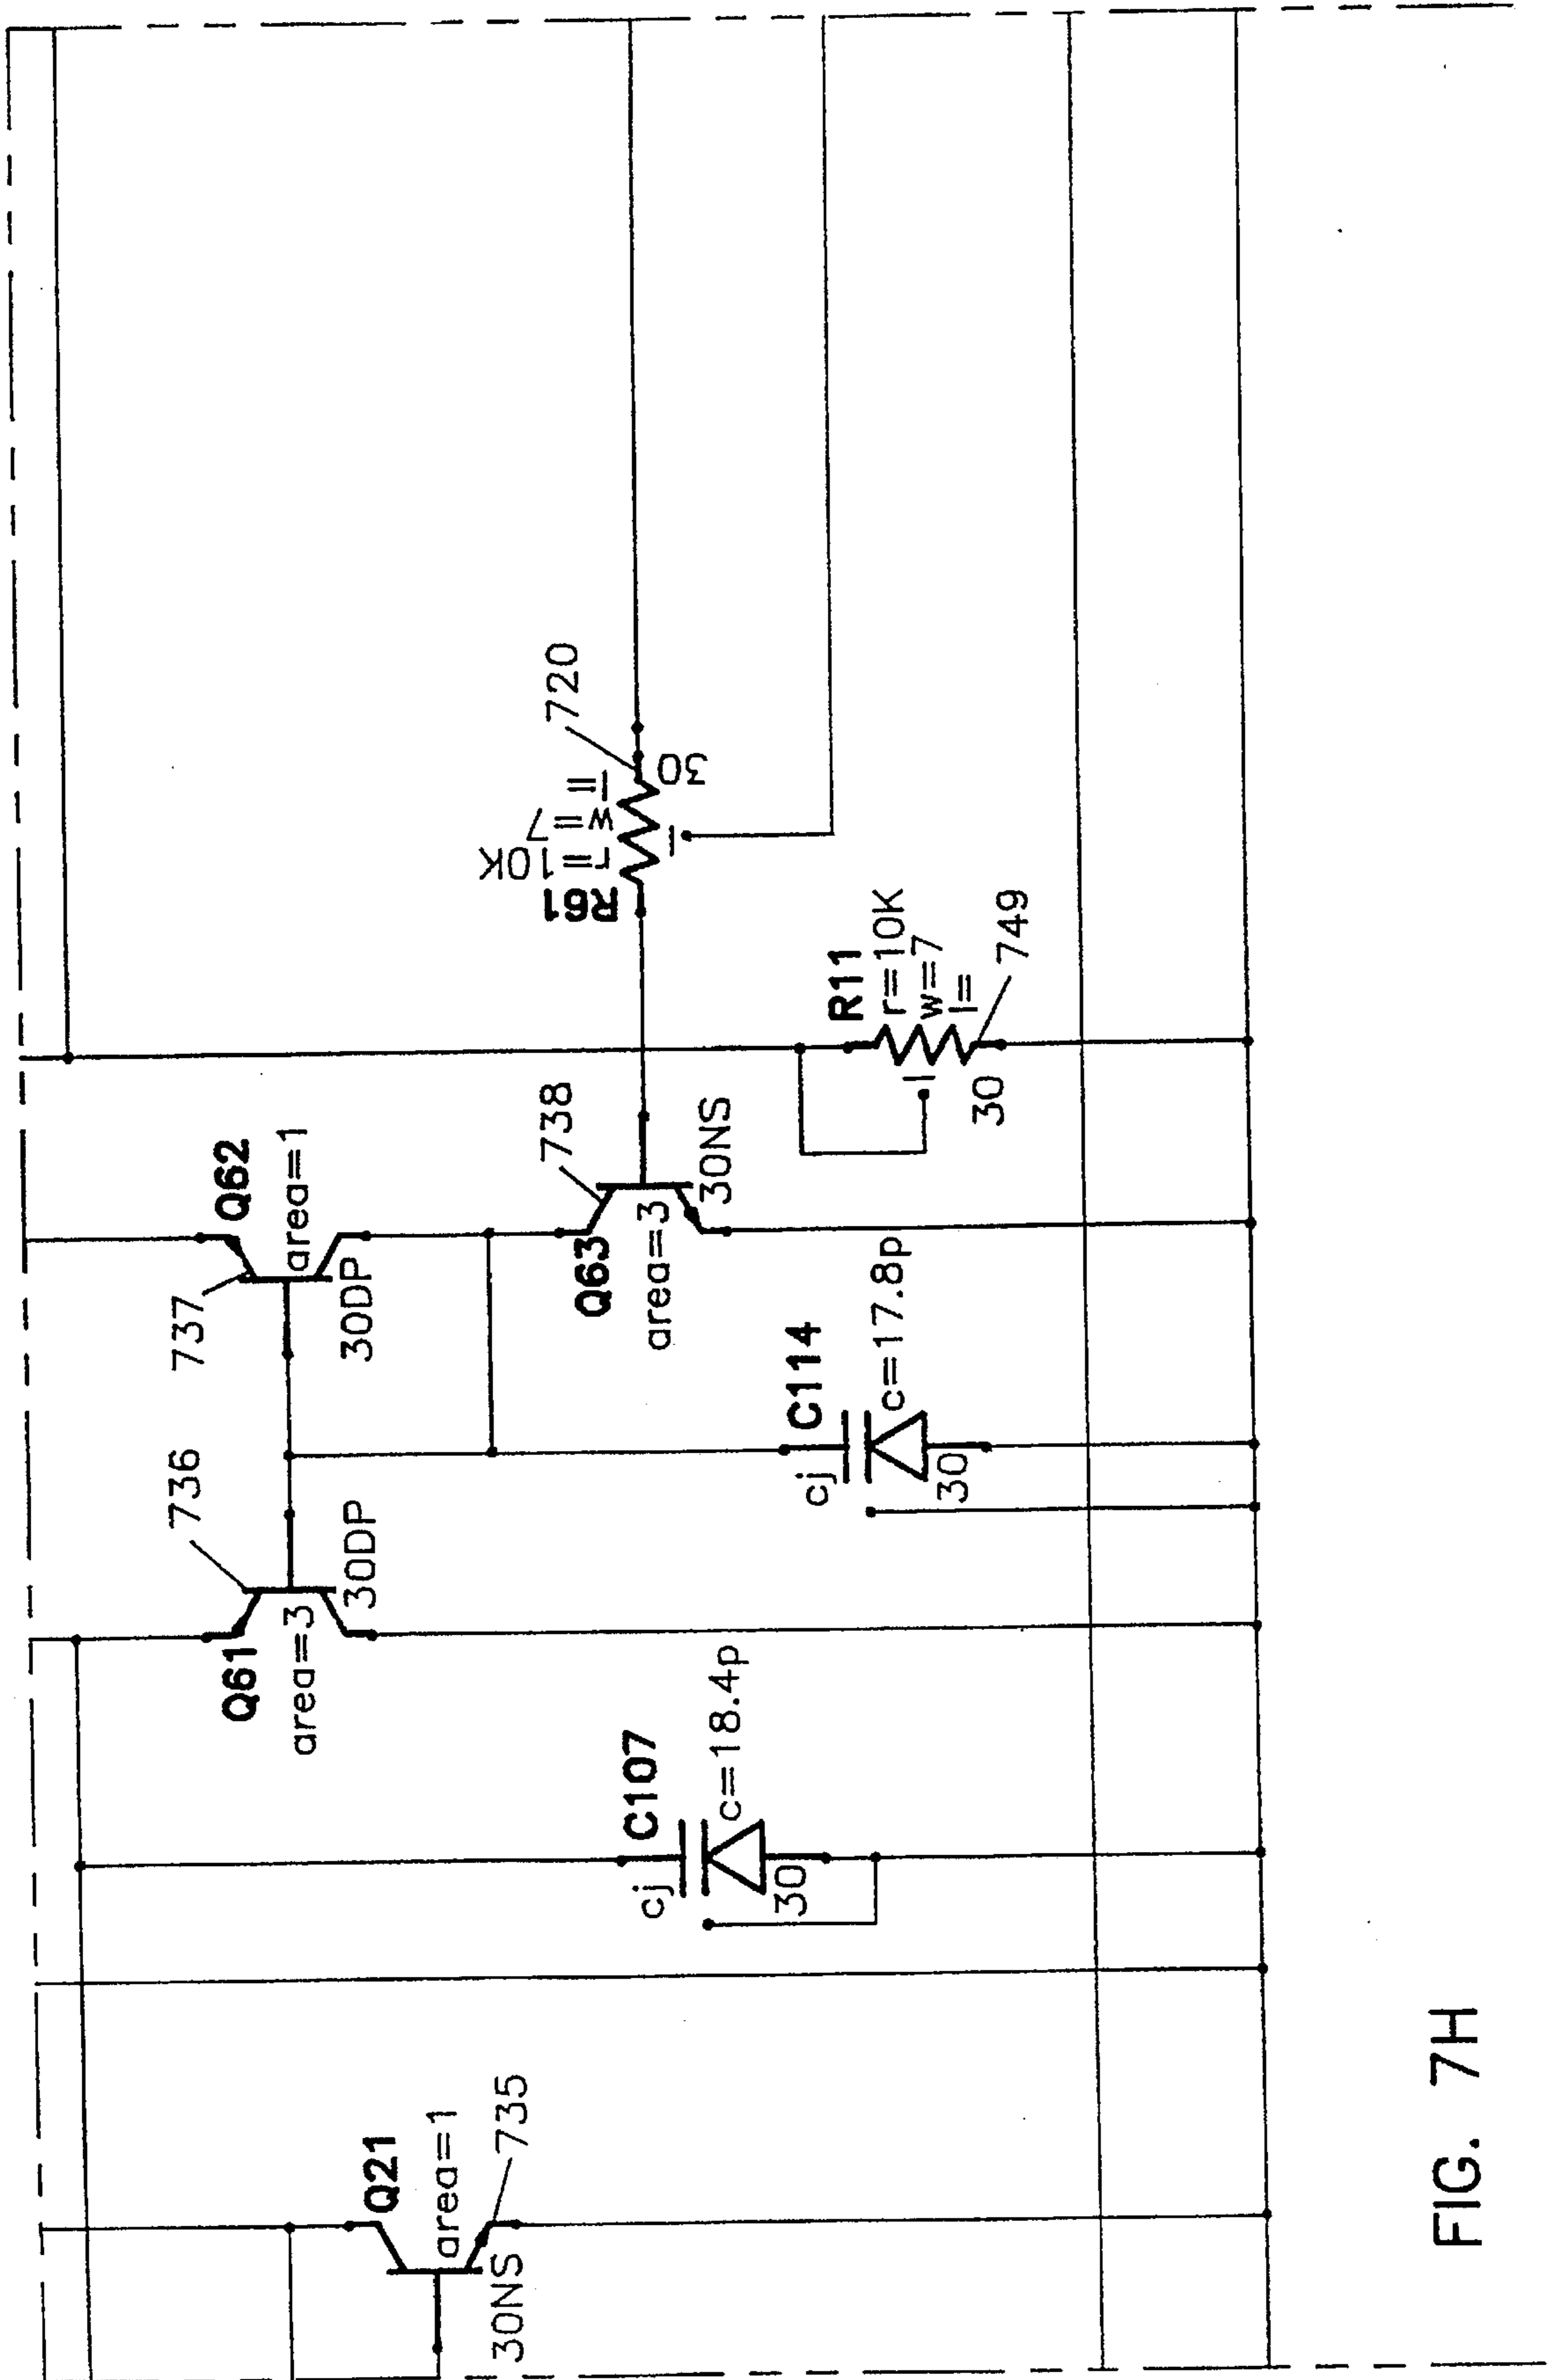 Q21
area=1
30NS
735
C107
cj
c=18.4p
30
736
Q61
area=3
30DP
737
Q62
area=1
30DP
738
Q63
area=3
30NS
C114
cj
c=17.8p
30
R11
r=10K
w=7
l=
30
749
R61
r=10K
w=7
l=
30
720
FIG. 7H